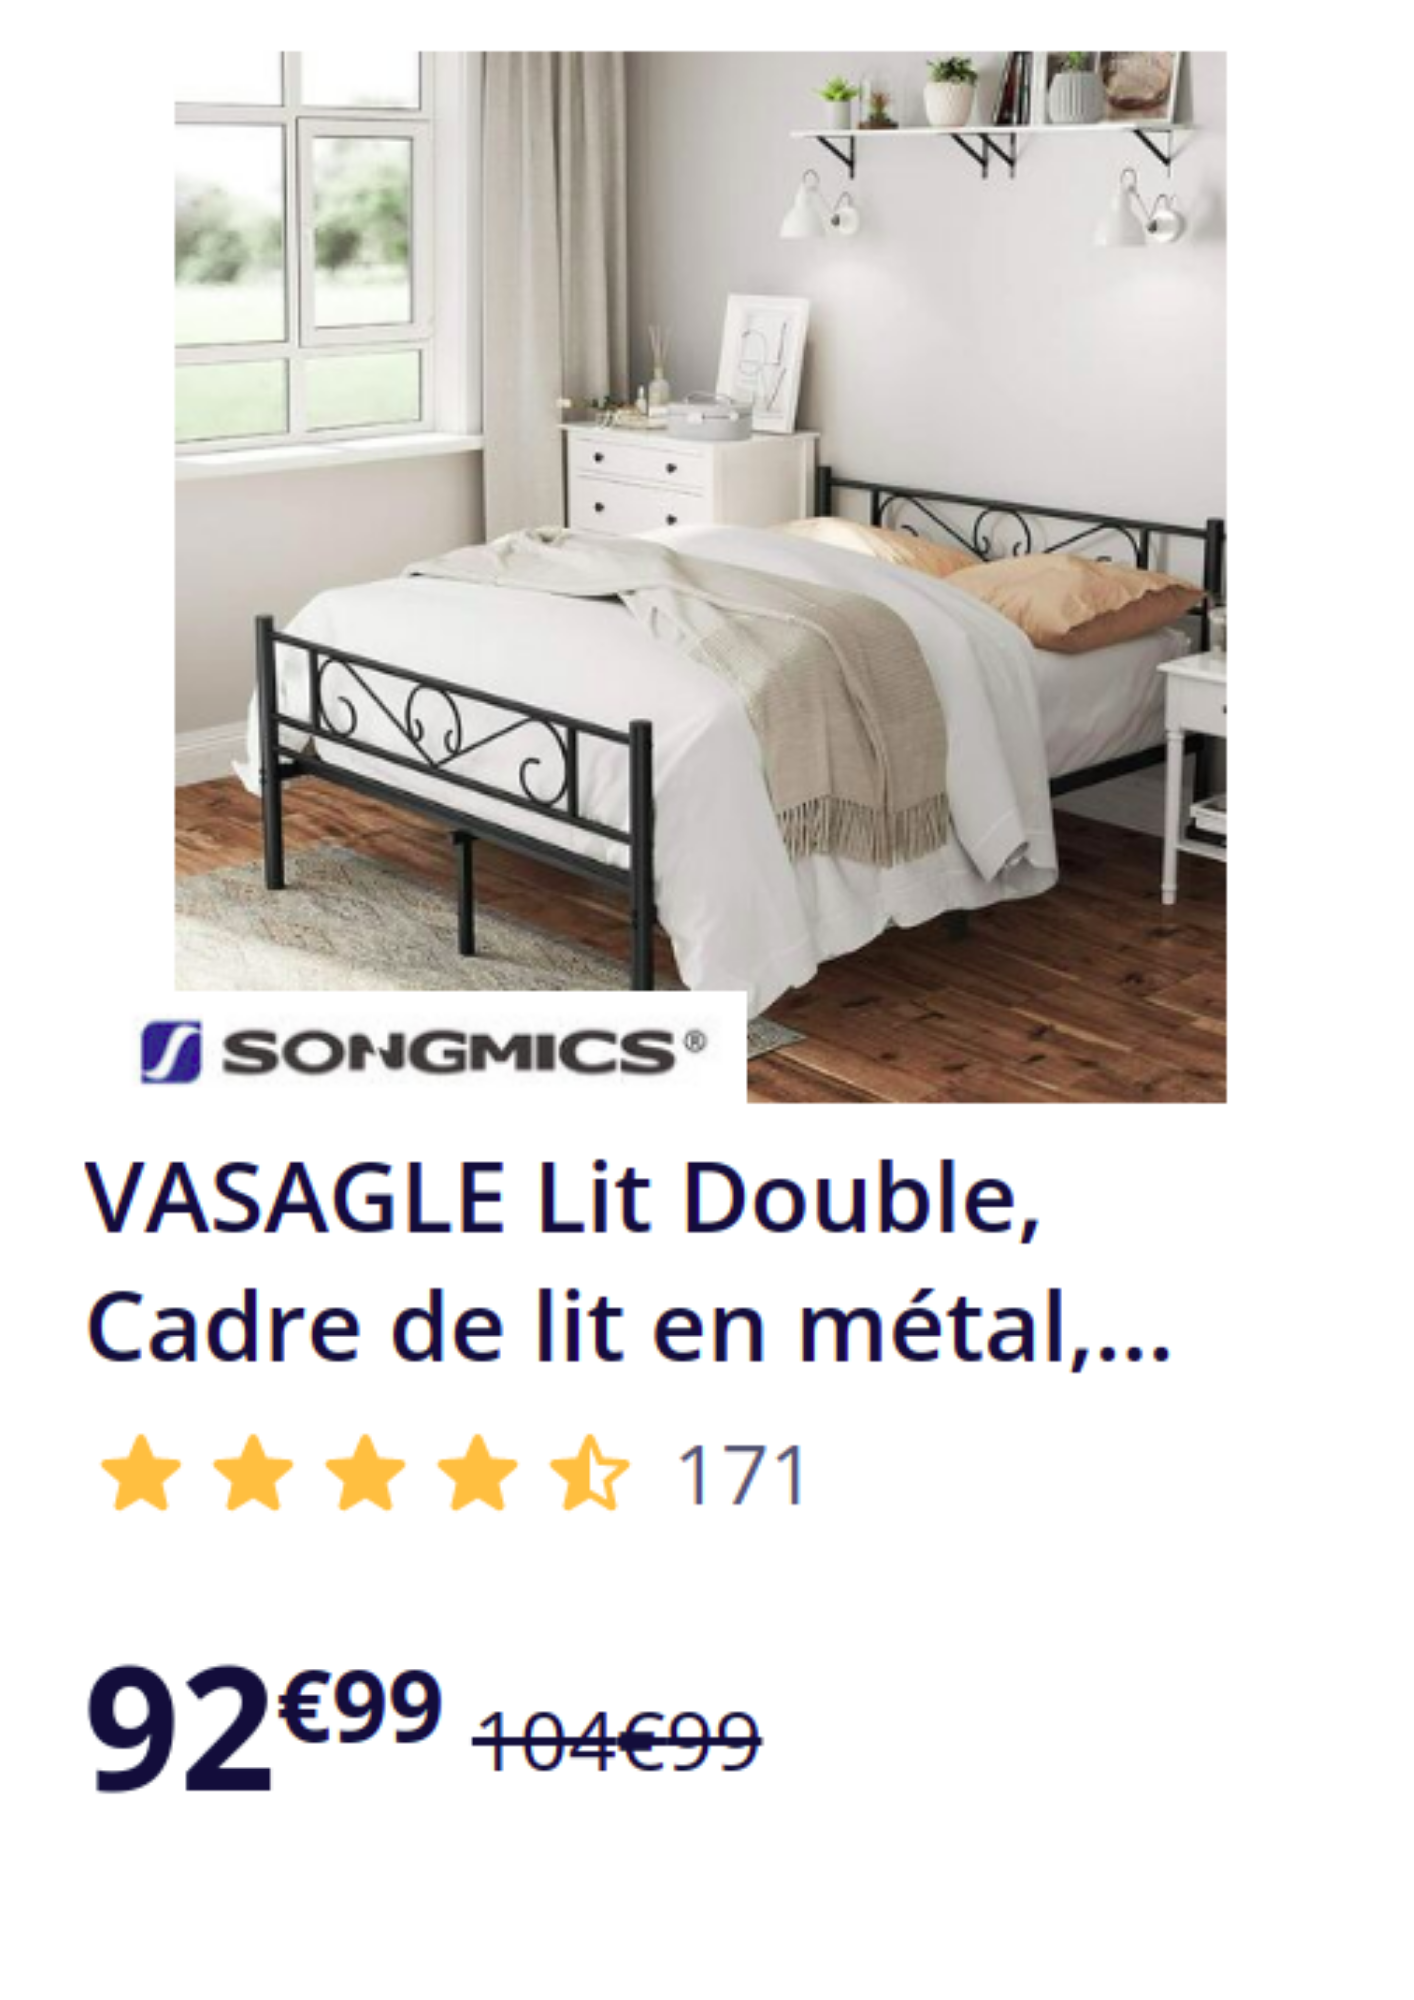 SONGMICS®
VASAGLE Lit Double,
Cadre de lit en métal,...
171
92€99 104€99